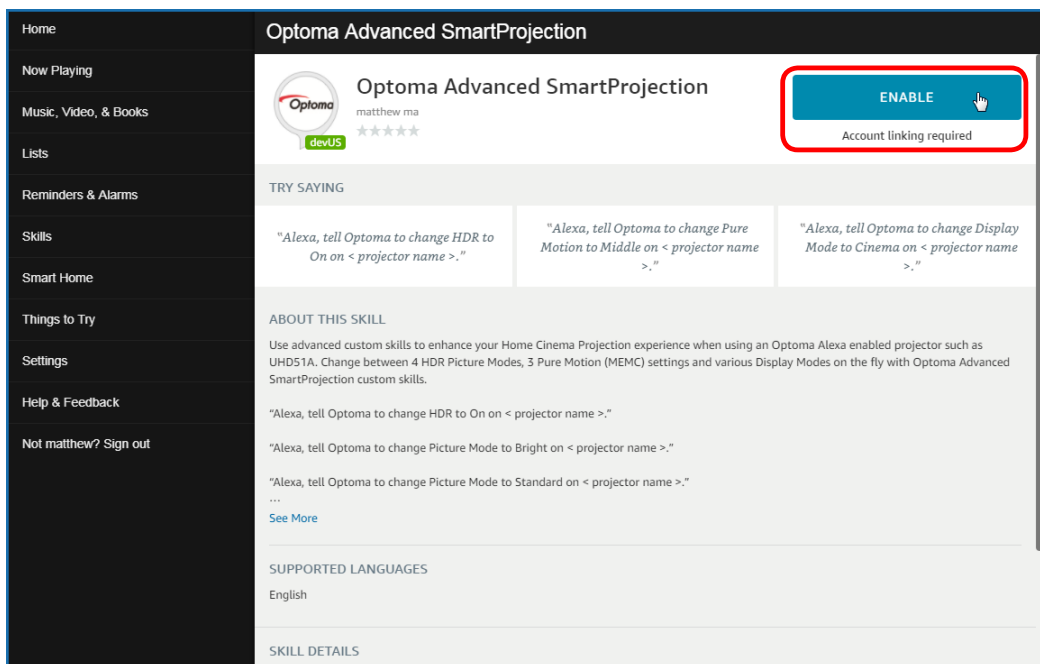 Home
Now Playing
Music, Video, & Books
Lists
Reminders & Alarms
Skills
Smart Home
Things to Try
Settings
Help & Feedback
Not matthew? Sign out
Optoma Advanced SmartProjection
Optoma
devUS
Optoma Advanced SmartProjection
matthew ma
ENABLE
Account linking required
TRY SAYING
"Alexa, tell Optoma to change HDR to
On on < projector name >."
"Alexa, tell Optoma to change Pure
Motion to Middle on < projector name
>."
"Alexa, tell Optoma to change Display
Mode to Cinema on < projector name
>."
ABOUT THIS SKILL
Use advanced custom skills to enhance your Home Cinema Projection experience when using an Optoma Alexa enabled projector such as
UHD51A. Change between 4 HDR Picture Modes, 3 Pure Motion (MEMC) settings and various Display Modes on the fly with Optoma Advanced
SmartProjection custom skills.
"Alexa, tell Optoma to change HDR to On on < projector name >."
"Alexa, tell Optoma to change Picture Mode to Bright on < projector name >."
"Alexa, tell Optoma to change Picture Mode to Standard on < projector name >."
...
See More
SUPPORTED LANGUAGES
English
SKILL DETAILS